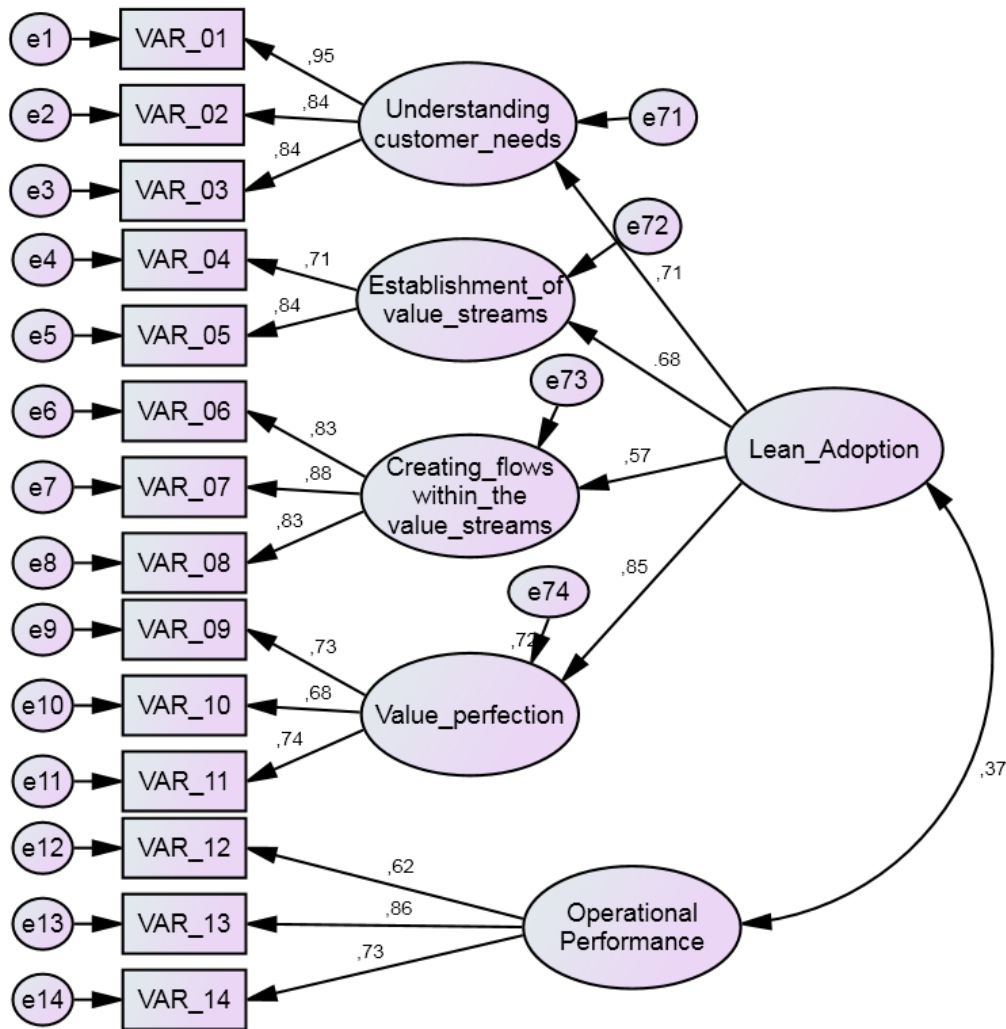 e1
VAR_01
,95
e2
VAR_02
,84
Understanding
customer_needs
e71
e3
VAR_03
,84
e4
VAR_04
,71
Establishment_of
value_streams
e72
,71
e5
VAR_05
,84
.68
e6
VAR_06
,83
e73
e7
VAR_07
,88
Creating_flows
within_the
value_streams
,57
Lean_Adoption
e8
VAR_08
,83
e74
,85
e9
VAR_09
,73
,72
e10
VAR_10
,68
Value_perfection
e11
VAR_11
,74
,37
e12
VAR_12
,62
e13
VAR_13
,86
Operational
Performance
e14
VAR_14
,73